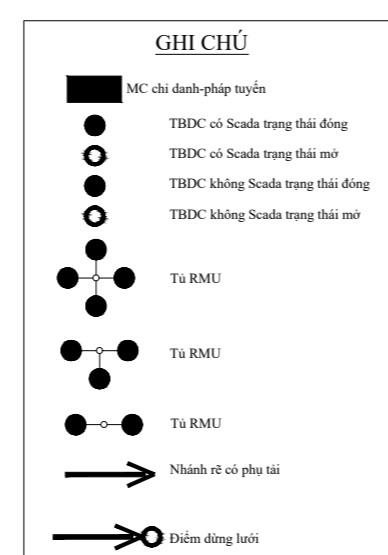 GHI CHÚ
MC chi danh-pháp tuyến
TBDC có Scada trạng thái đóng
TBDC có Scada trạng thái mở
TBDC không Scada trạng thái đóng
TBDC không Scada trạng thái mở
Tủ RMU
Tủ RMU
Tủ RMU
Nhánh rẽ có phụ tải
Điểm dừng lưới